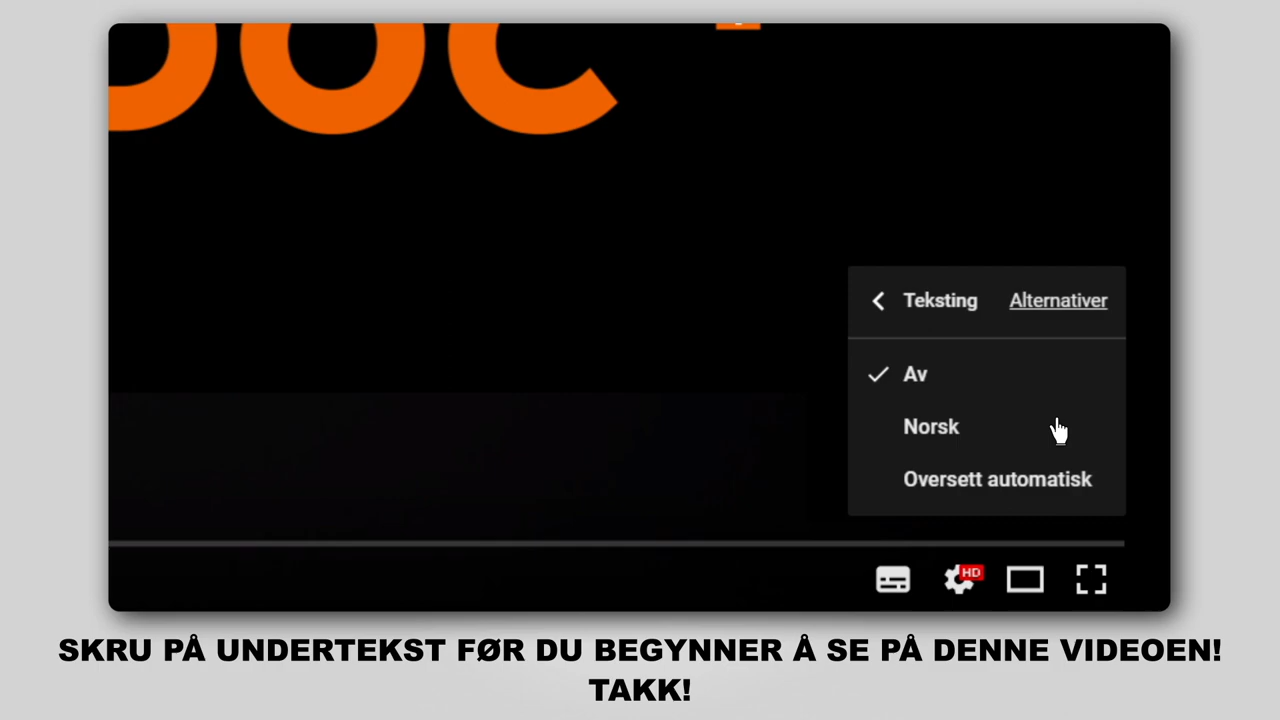 Teksting Alternativer
Av
Norsk
Oversett automatisk
HD
SKRU PÅ UNDERTEKST FØR DU BEGYNNER Å SE PÅ DENNE VIDEOEN!
TAKK!